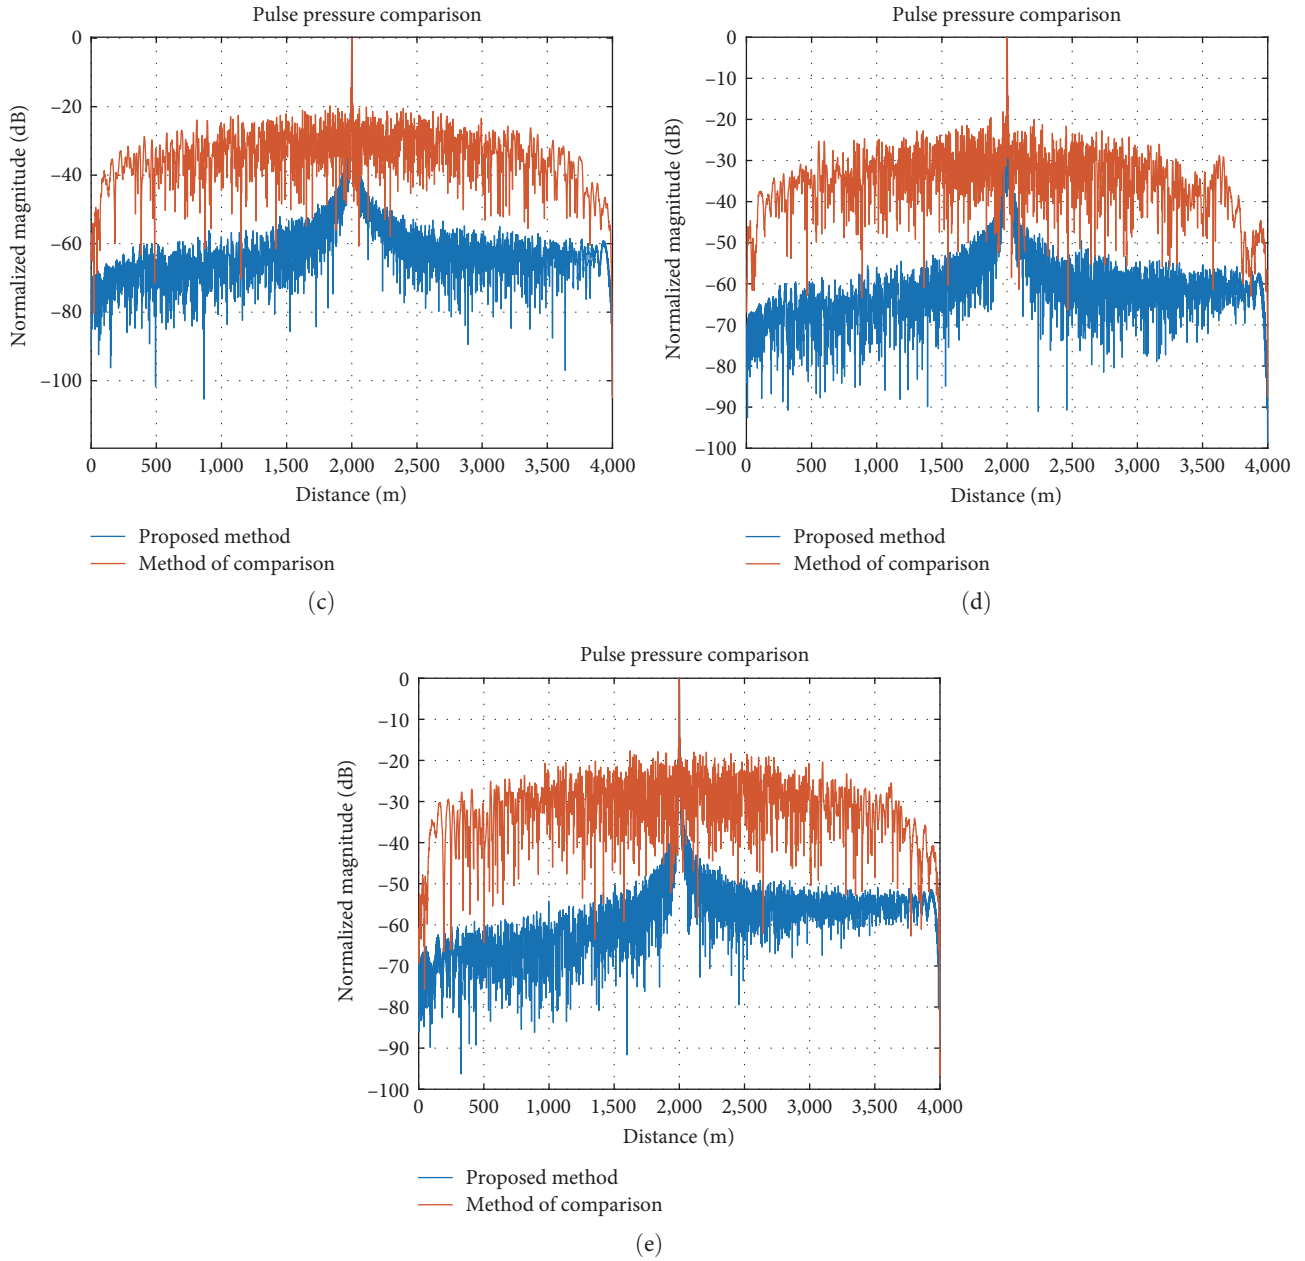 Pulse pressure comparison
0
–20
–40
–60
–80
–100
Normalized magnitude (dB)
0 500 1,000 1,500 2,000 2,500 3,000 3,500 4,000
Distance (m)
Proposed method
Method of comparison
(c)
Pulse pressure comparison
0
–10
–20
–30
–40
–50
–60
–70
–80
–90
–100
Normalized magnitude (dB)
0 500 1,000 1,500 2,000 2,500 3,000 3,500 4,000
Distance (m)
Proposed method
Method of comparison
(d)
Pulse pressure comparison
0
–10
–20
–30
–40
–50
–60
–70
–80
–90
–100
Normalized magnitude (dB)
0 500 1,000 1,500 2,000 2,500 3,000 3,500 4,000
Distance (m)
Proposed method
Method of comparison
(e)